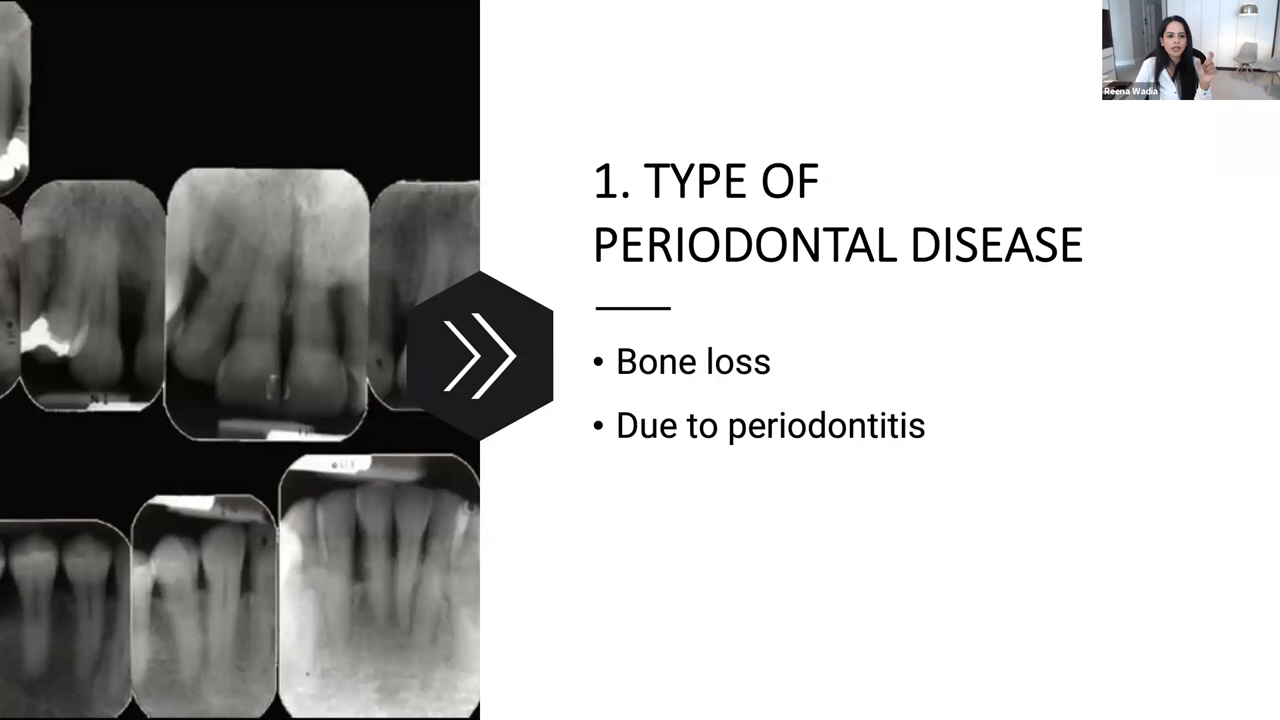 Reena Wadia
1. TYPE OF
PERIODONTAL DISEASE
• Bone loss
• Due to periodontitis